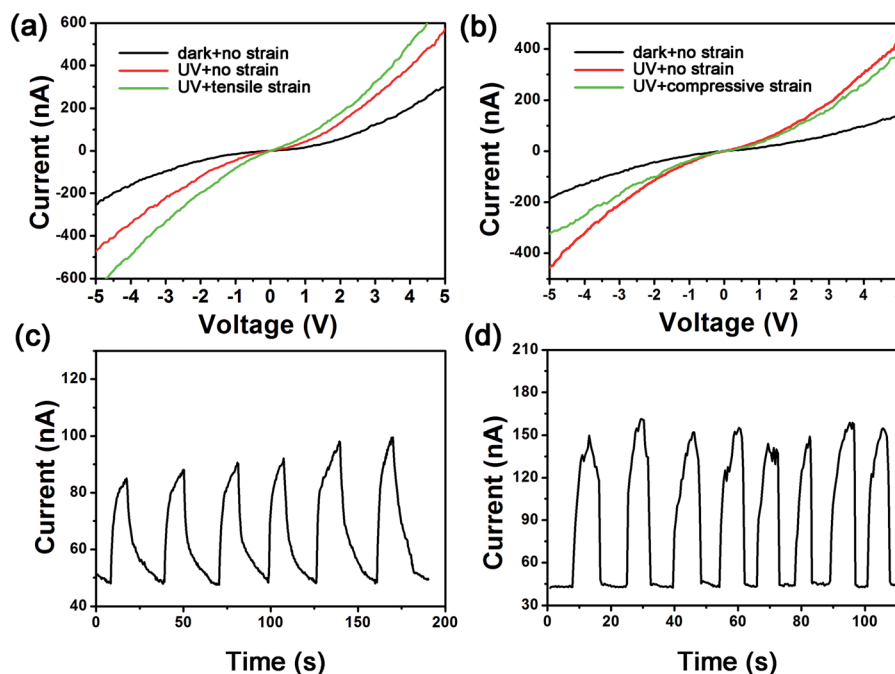 (a)
600
400
200
0
-200
-400
-600
Current (nA)
dark+no strain
UV+no strain
UV+tensile strain
-5 -4 -3 -2 -1 0 1 2 3 4 5
Voltage (V)
(b)
400
200
0
-200
-400
Current (nA)
dark+no strain
UV+no strain
UV+compressive strain
-5 -4 -3 -2 -1 0 1 2 3 4
Voltage (V)
(c)
120
100
80
60
40
Current (nA)
0 50 100 150 200
Time (s)
(d)
210
180
150
120
90
60
30
Current (nA)
0 20 40 60 80 100
Time (s)